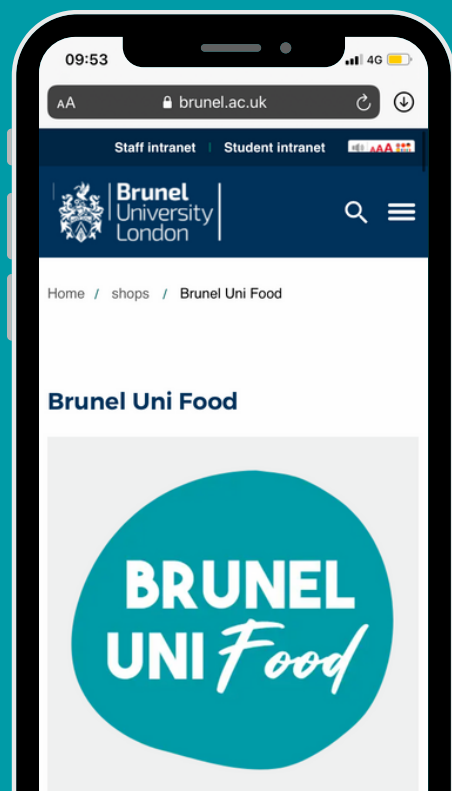 09:53
4G
AA
brunel.ac.uk
Staff intranet
Student intranet
AAA
Brunel
University
London
Home / shops / Brunel Uni Food
Brunel Uni Food
BRUNEL
UNI Food